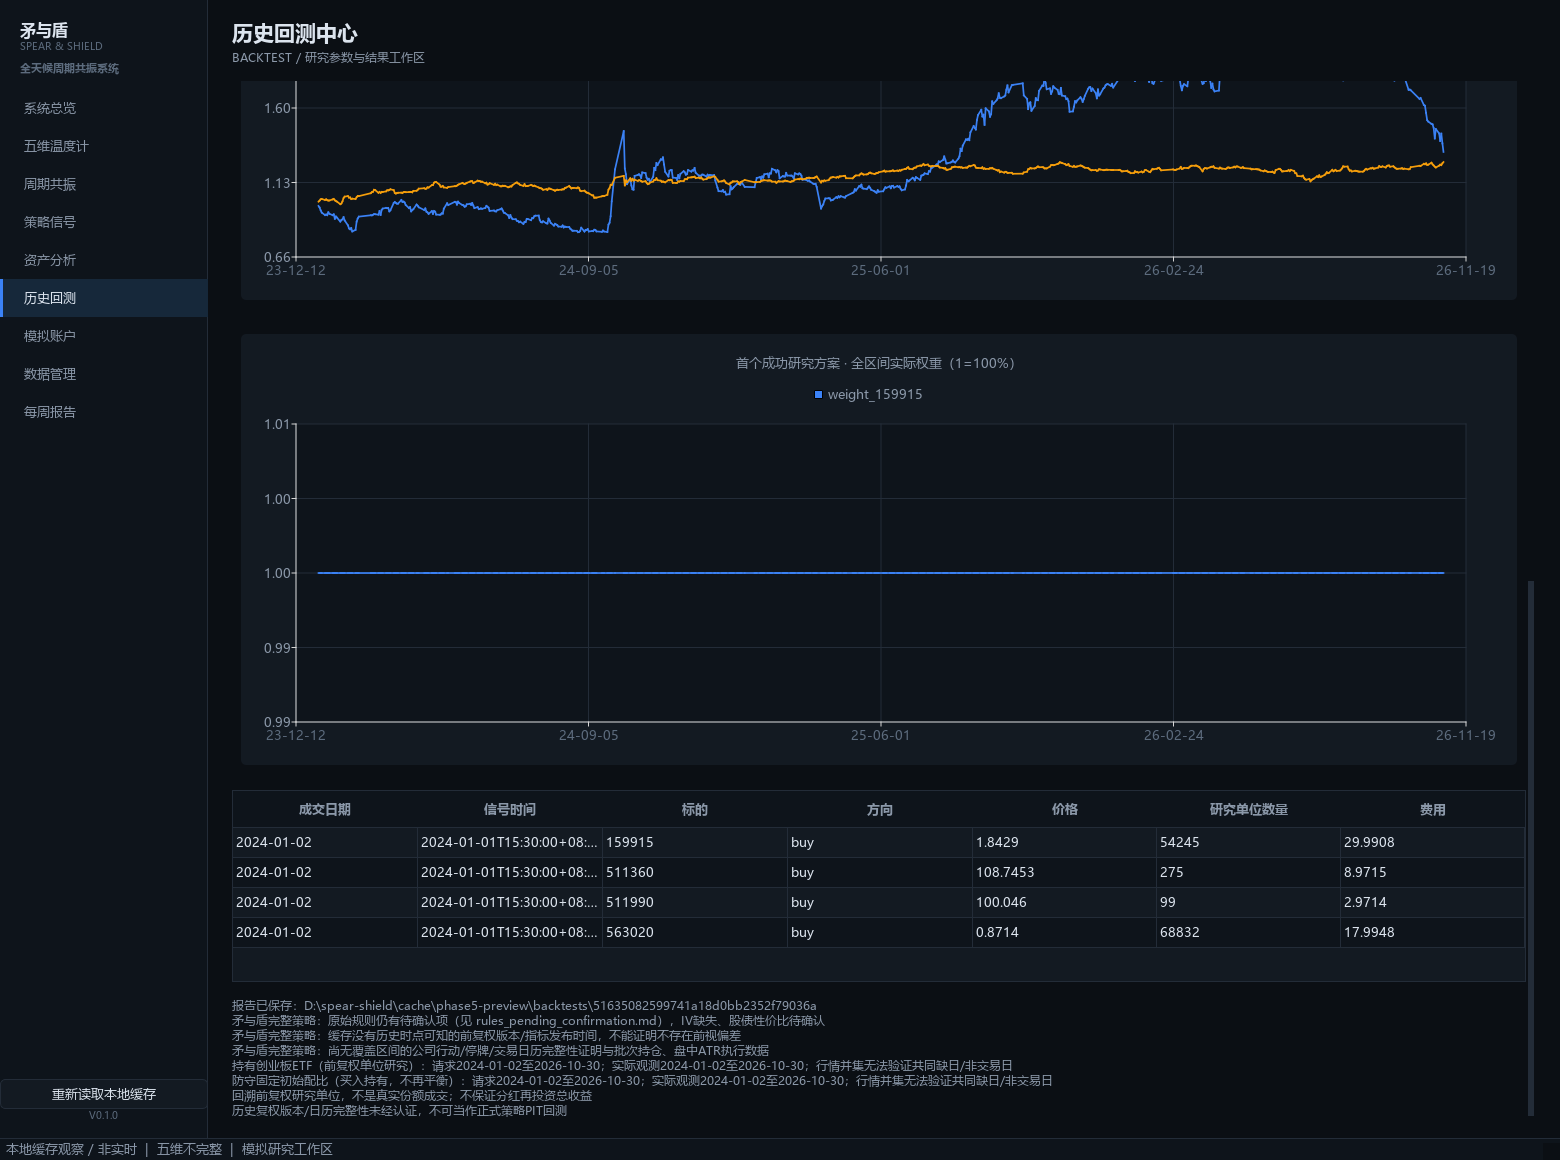 矛与盾
SPEAR & SHIELD
全天候周期共振系统
系统总览
五维温度计
周期共振
策略信号
资产分析
历史回测
模拟账户
数据管理
每周报告
重新读取本地缓存
V0.1.0
历史回测中心
BACKTEST / 研究参数与结果工作区
1.60
1.13
0.66
23-12-12 24-09-05 25-06-01 26-02-24 26-11-19
首个成功研究方案 · 全区间实际权重（1=100%）
weight_159915
1.01
1.00
1.00
0.99
0.99
23-12-12 24-09-05 25-06-01 26-02-24 26-11-19
成交日期 信号时间 标的 方向 价格 研究单位数量 费用
2024-01-02 2024-01-01T15:30:00+08:... 159915 buy 1.8429 54245 29.9908
2024-01-02 2024-01-01T15:30:00+08:... 511360 buy 108.7453 275 8.9715
2024-01-02 2024-01-01T15:30:00+08:... 511990 buy 100.046 99 2.9714
2024-01-02 2024-01-01T15:30:00+08:... 563020 buy 0.8714 68832 17.9948
报告已保存：D:\spear-shield\cache\phase5-preview\backtests\51635082599741a18d0bb2352f79036a
矛与盾完整策略：原始规则仍有待确认项（见 rules_pending_confirmation.md），IV缺失、股债性价比待确认
矛与盾完整策略：缓存没有历史时点可知的前复权版本/指标发布时间，不能证明不存在前视偏差
矛与盾完整策略：尚无覆盖区间的公司行动/停牌/交易日历完整性证明与批次持仓、盘中ATR执行数据
持有创业板ETF（前复权单位研究）：请求2024-01-02至2026-10-30；实际观测2024-01-02至2026-10-30；行情并集无法验证共同缺日/非交易日
防守固定初始配比（买入持有，不再平衡）：请求2024-01-02至2026-10-30；实际观测2024-01-02至2026-10-30；行情并集无法验证共同缺日/非交易日
回溯前复权研究单位，不是真实份额成交；不保证分红再投资总收益
历史复权版本/日历完整性未经认证，不可当作正式策略PIT回测
本地缓存观察 / 非实时 | 五维不完整 | 模拟研究工作区